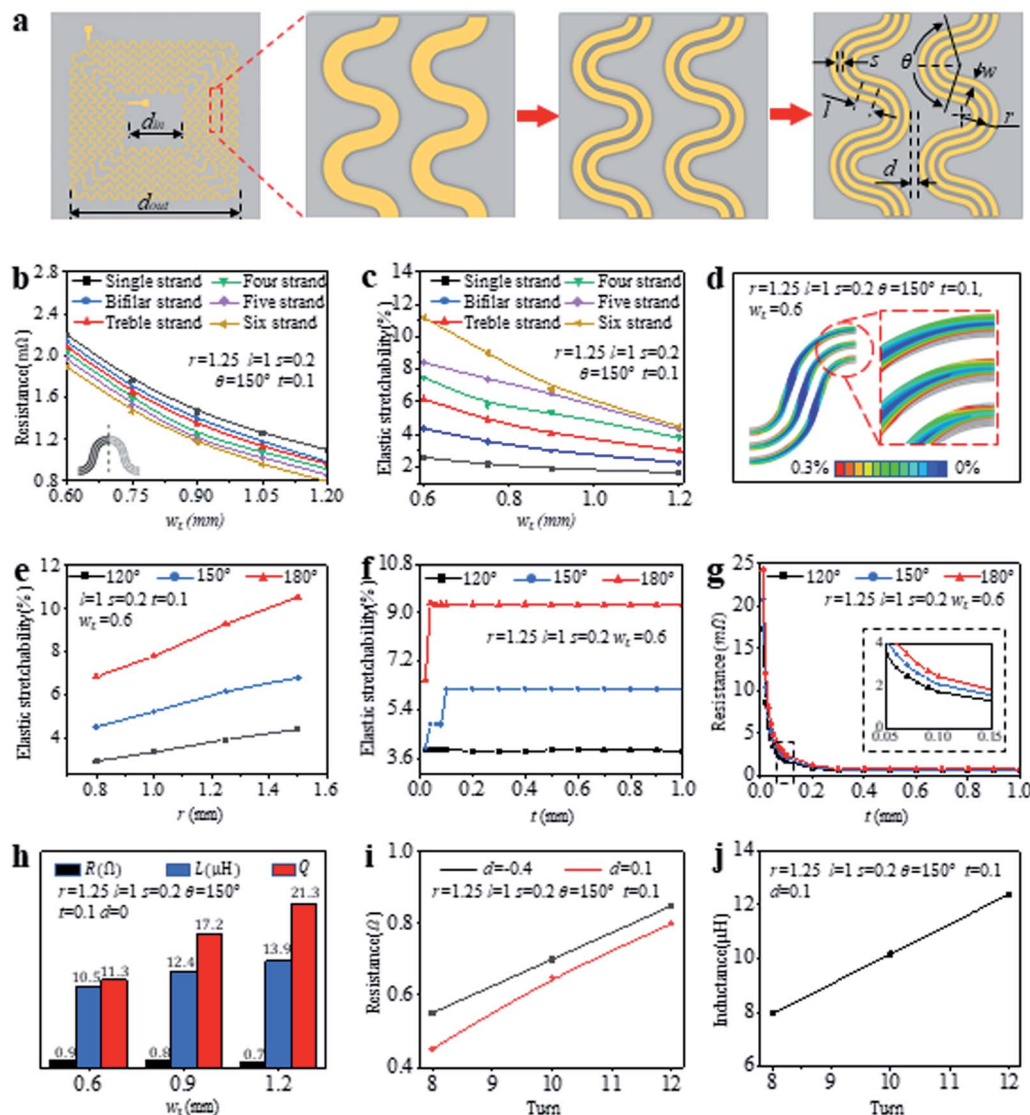 a
d_in
d_out
s
θ
w
l
r
d
b
2.8
2.4
2.0
1.6
1.2
0.8
Resistance(mΩ)
Single strand
Four strand
Bifilar strand
Five strand
Treble strand
Six strand
r=1.25 l=1 s=0.2
θ=150° t=0.1
0.60 0.75 0.90 1.05 1.20
w_t (mm)
c
14
12
10
8
6
4
2
Elastic stretchability(%)
Single strand
Four strand
Bifilar strand
Five strand
Treble strand
Six strand
r=1.25 l=1 s=0.2
θ=150° t=0.1
0.6 0.8 1.0 1.2
w_t (mm)
d
r=1.25 l=1 s=0.2 θ=150° t=0.1,
w_t=0.6
0.3% 0%
e
12
10
8
6
4
Elastic stretchability(%)
120° 150° 180°
l=1 s=0.2 t=0.1
w_t=0.6
0.8 1.0 1.2 1.4 1.6
r (mm)
f
10.8
9.0
7.2
5.4
3.6
Elastic stretchability(%)
120° 150° 180°
r=1.25 l=1 s=0.2 w_t=0.6
0.0 0.2 0.4 0.6 0.8 1.0
t (mm)
g
25
20
25
10
5
0
Resistance (mΩ)
120° 150° 180°
r=1.25 l=1 s=0.2 w_t=0.6
4
2
0
0.05 0.10 0.15
0.0 0.2 0.4 0.6 0.8 1.0
t (mm)
h
R(Ω) L(μH) Q
r=1.25 l=1 s=0.2 θ=150°
t=0.1 d=0
0.9 10.5 11.3
0.8 12.4 17.2
0.7 13.9 21.3
0.6 0.9 1.2
w_t (mm)
i
1.0
0.8
0.6
0.4
Resistance(Ω)
d=-0.4 d=0.1
r=1.25 l=1 s=0.2 θ=150° t=0.1
8 9 10 11 12
Turn
j
14
12
10
8
6
Inductance(μH)
r=1.25 l=1 s=0.2 θ=150° t=0.1
d=0.1
8 9 10 11 12
Turn